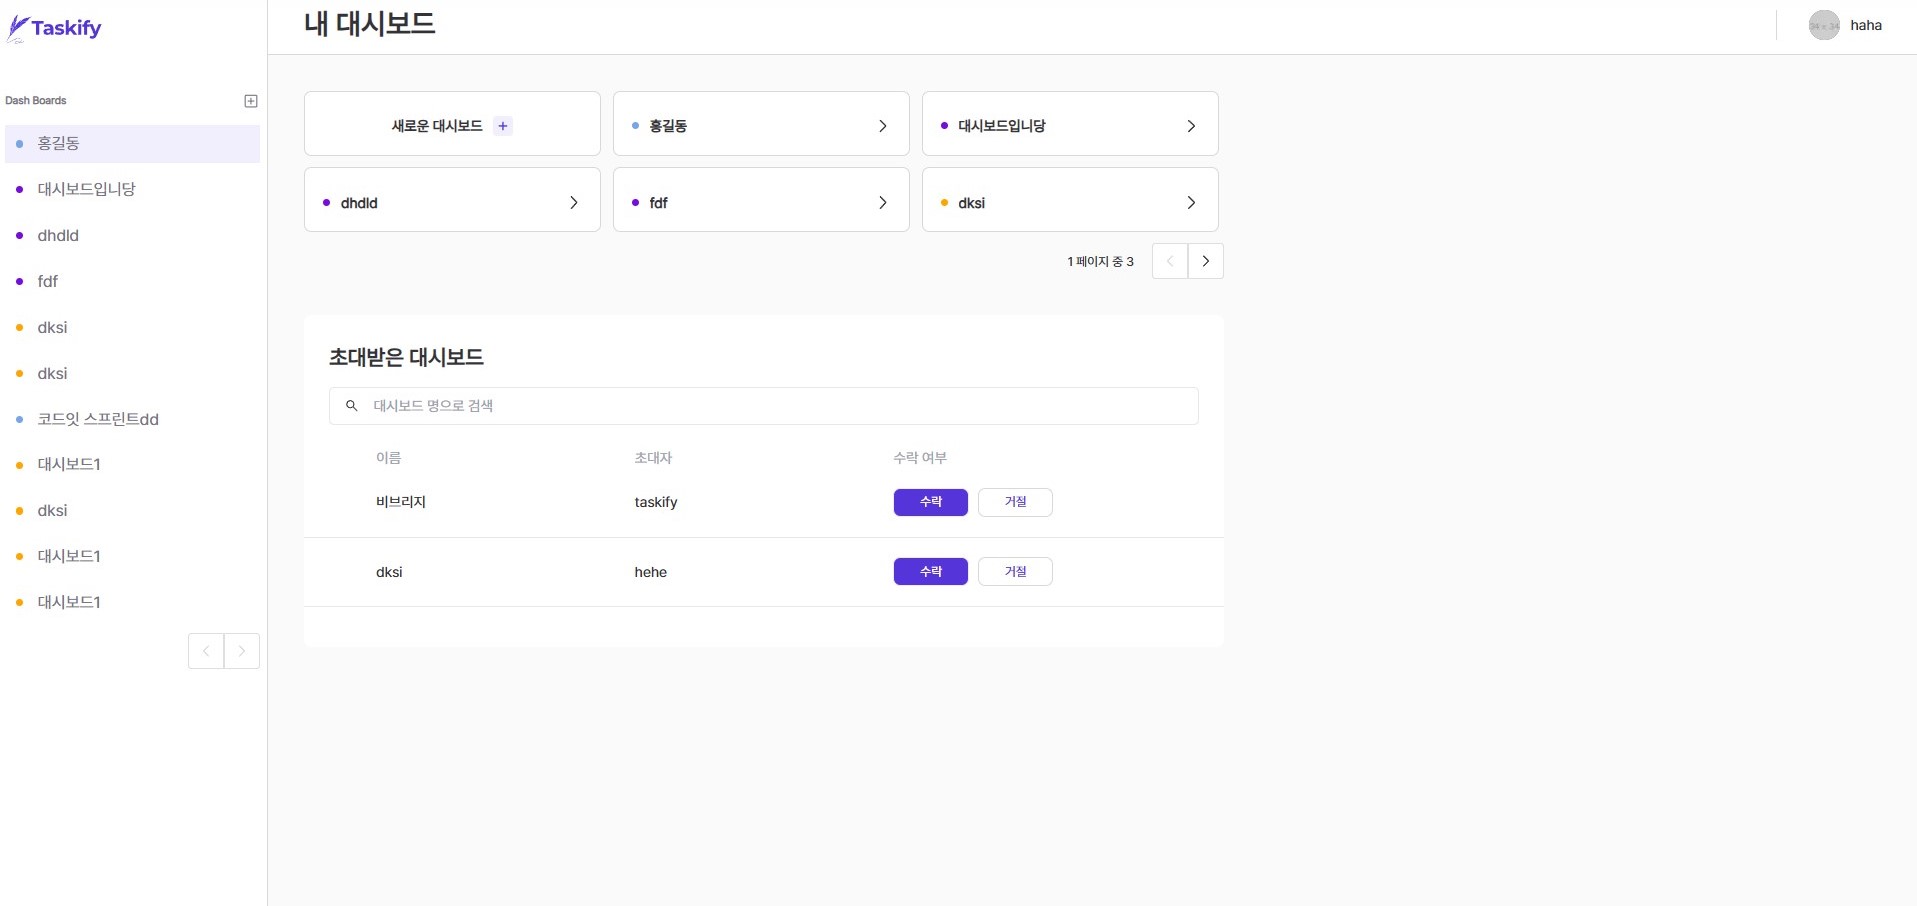 Taskify
내 대시보드
haha
Dash Boards
홍길동
대시보드입니당
dhdld
fdf
dksi
dksi
코드잇 스프린트dd
대시보드1
dksi
대시보드1
대시보드1
새로운 대시보드 +
홍길동
대시보드입니당
dhdld
fdf
dksi
1 페이지 중 3
초대받은 대시보드
대시보드 명으로 검색
이름 초대자 수락 여부
비브리지 taskify 수락 거절
dksi hehe 수락 거절